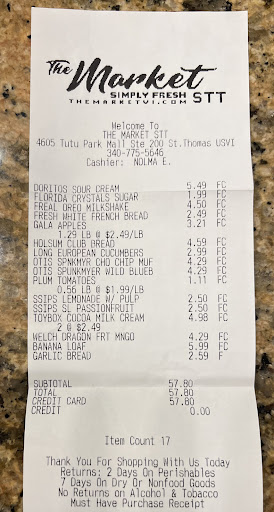 The Market
SIMPLY FRESH
THEMARKETVI.COM STT
Welcome To
THE MARKET STT
4605 Tutu Park Mall Ste 200 St.Thomas USVI
340-775-5646
Cashier: NOLMA E.
DORITOS SOUR CREAM 5.49 FC
FLORIDA CRYSTALS SUGAR 1.99 FC
FREAL OREO MILKSHAKE 4.50 FC
FRESH WHITE FRENCH BREAD 2.49 FC
GALA APPLES 3.21 FC
1.29 LB @ $2.49/LB
HOLSUM CLUB BREAD 4.59 FC
LONG EUROPEAN CUCUMBERS 2.99 FC
OTIS SPNKMYR CHO CHIP MUF 4.29 FC
OTIS SPUNKMYER WILD BLUEB 4.29 FC
PLUM TOMATOES 1.11 FC
0.56 LB @ $1.99/LB
SSIPS LEMONADE W/ PULP 2.50 FC
SSIPS SL PASSIONFRUIT 2.50 FC
TOYBOX COCOA MILK CREAM 4.98 FC
2 @ $2.49
WELCH DRAGON FRT MNGO 4.29 FC
BANANA LOAF 5.99 FC
GARLIC BREAD 2.59 F
SUBTOTAL 57.80
TOTAL 57.80
CREDIT CARD 57.80
CREDIT 0.00
Item Count 17
Thank You For Shopping With Us Today
Returns: 2 Days On Perishables
7 Days On Dry Or Nonfood Goods
No Returns on Alcohol & Tobacco
Must Have Purchase Receipt